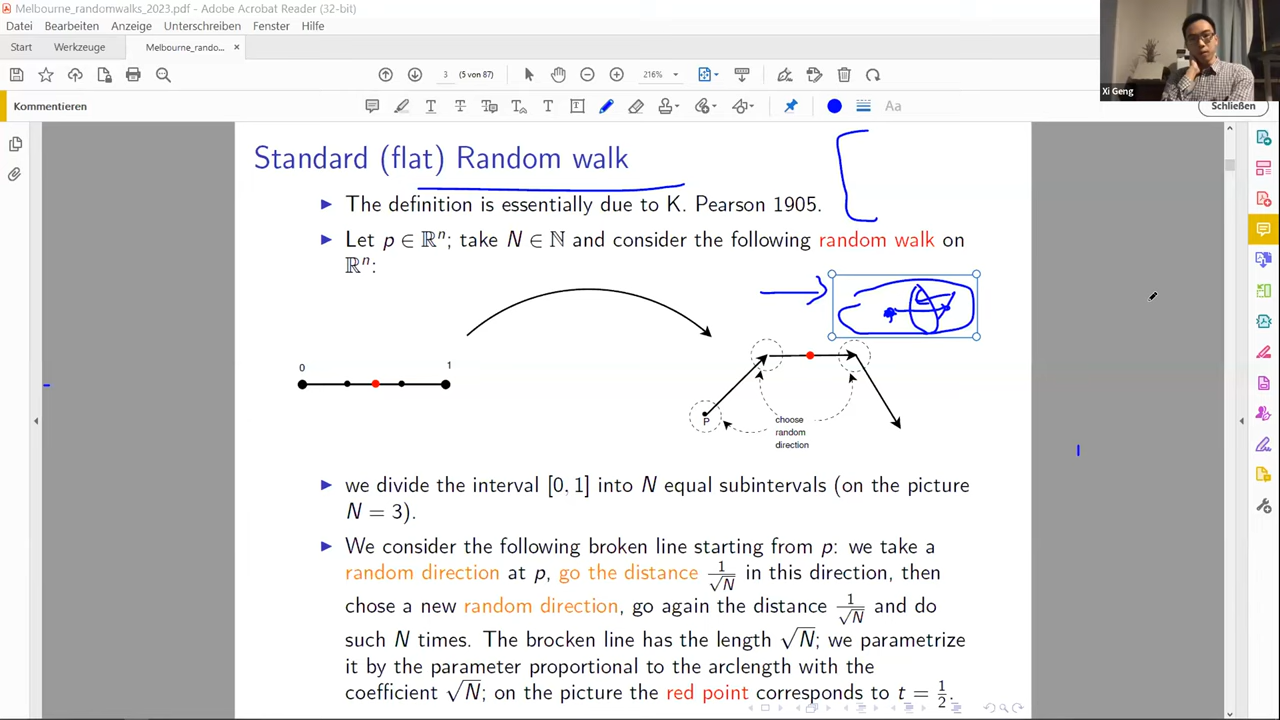 Melbourne_randomwalks_2023.pdf - Adobe Acrobat Reader (32-bit)
Datei Bearbeiten Anzeige Unterschreiben Fenster Hilfe
Start Werkzeuge Melbourne_rando... ×
3 (5 von 87) 216%
Aa
Kommentieren
Xi Geng
Schließen
Standard (flat) Random walk
▶ The definition is essentially due to K. Pearson 1905.
▶ Let p ∈ ℝⁿ; take N ∈ ℕ and consider the following random walk on
ℝⁿ:
0 1
P
choose
random
direction
▶ we divide the interval [0, 1] into N equal subintervals (on the picture
N = 3).
▶ We consider the following broken line starting from p: we take a
random direction at p, go the distance 1/√N in this direction, then
chose a new random direction, go again the distance 1/√N and do
such N times. The brocken line has the length √N; we parametrize
it by the parameter proportional to the arclength with the
coefficient √N; on the picture the red point corresponds to t = 1/2.